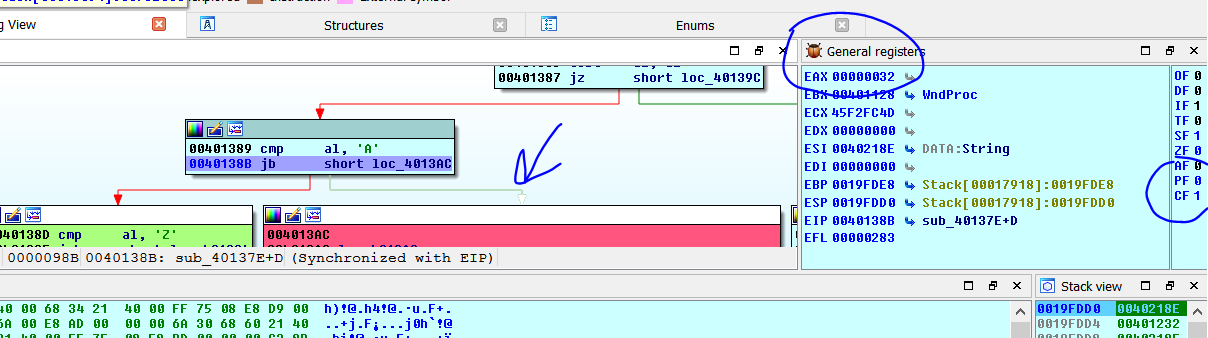 g View
Structures
Enums
General registers
00401387 jz short loc_40139C
EAX 00000032
EBX 00401128 WndProc
ECX 45F2FC4D
EDX 00000000
ESI 0040218E DATA:String
EDI 00000000
EBP 0019FDE8 Stack[00017918]:0019FDE8
ESP 0019FDD0 Stack[00017918]:0019FDD0
EIP 0040138B sub_40137E+D
EFL 00000283
OF 0
DF 0
IF 1
TF 0
SF 1
ZF 0
AF 0
PF 0
CF 1
00401389 cmp al, 'A'
0040138B jb short loc_4013AC
0040138D cmp al, 'Z'
004013AC
0000098B 0040138B: sub_40137E+D (Synchronized with EIP)
Stack view
40 00 68 34 21 40 00 FF 75 08 E8 D9 00 h)!@.h4!@.·u.F+.
6A 00 E8 AD 00 00 00 6A 30 68 60 21 40
0019FDD0 0040218E
0019FDD4 00401232